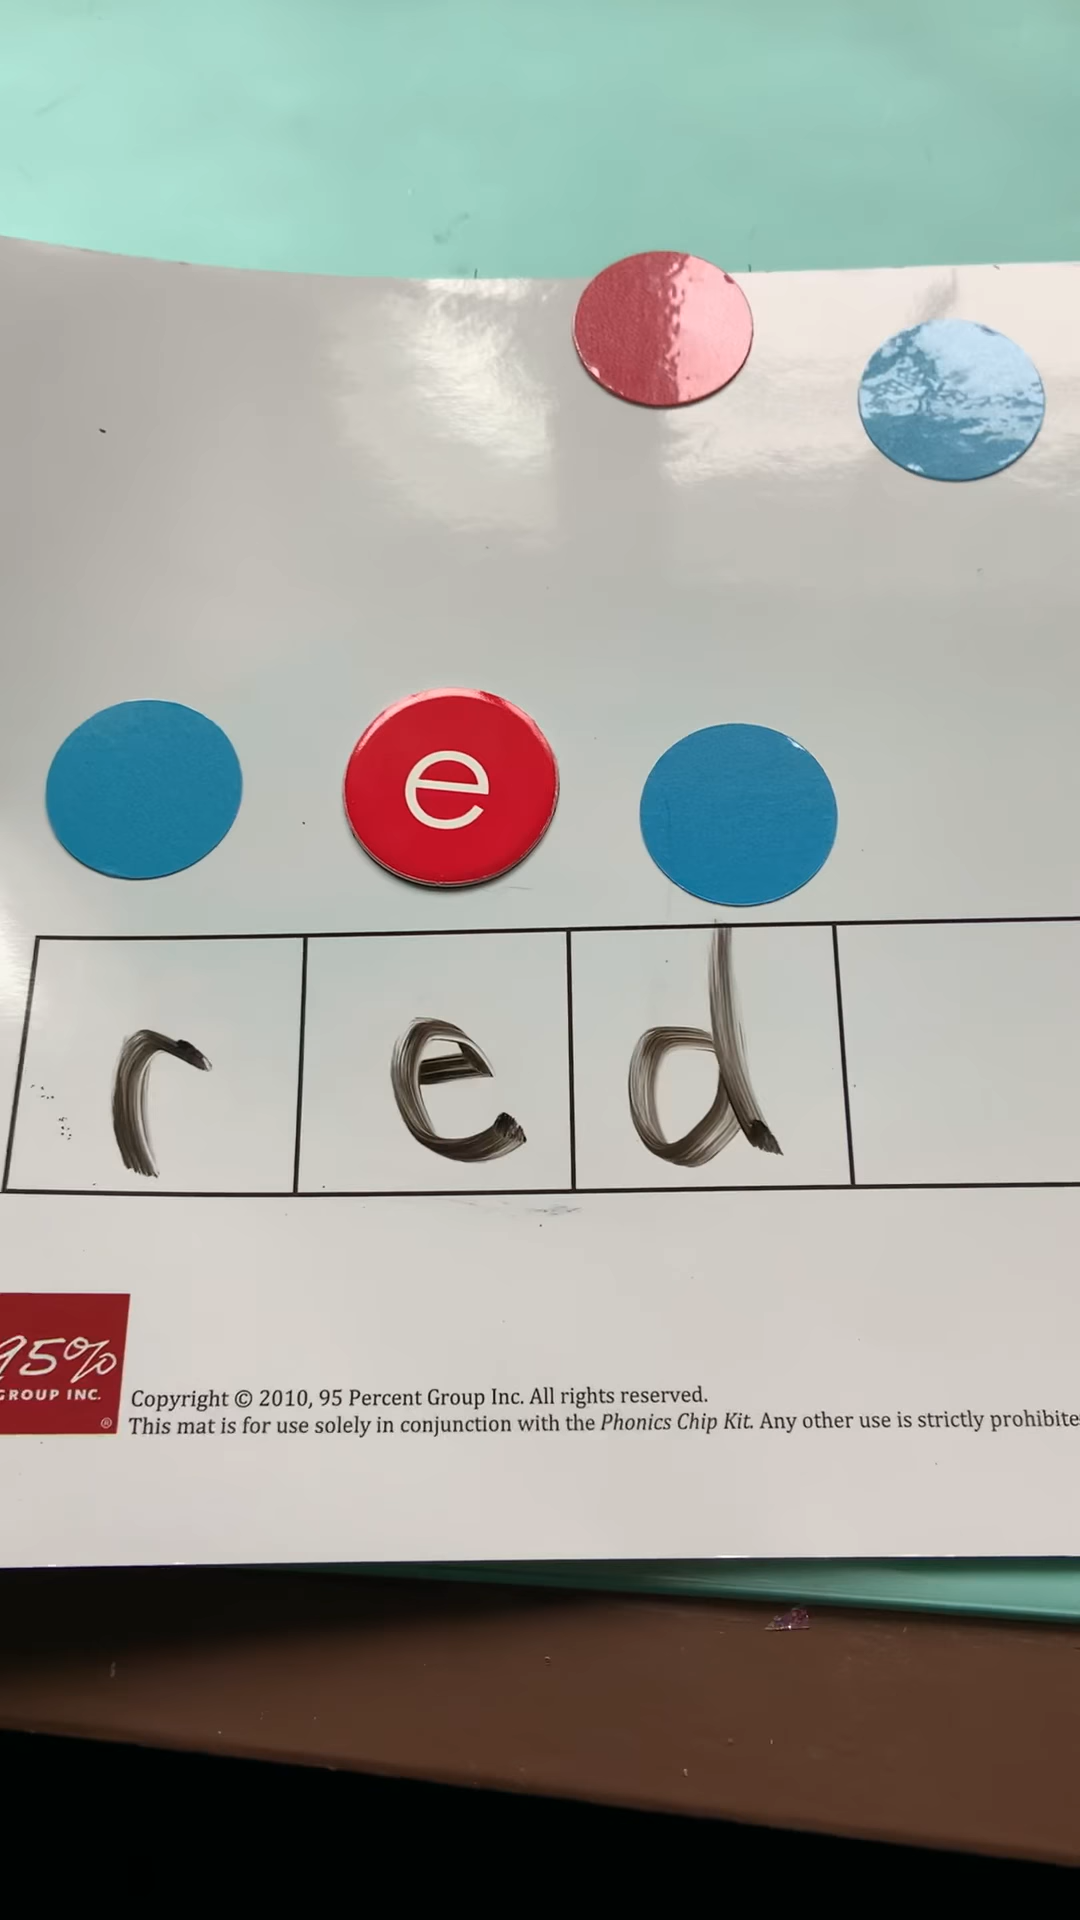 e
r e d
95%
GROUP INC.
®
Copyright © 2010, 95 Percent Group Inc. All rights reserved.
This mat is for use solely in conjunction with the Phonics Chip Kit. Any other use is strictly prohibite